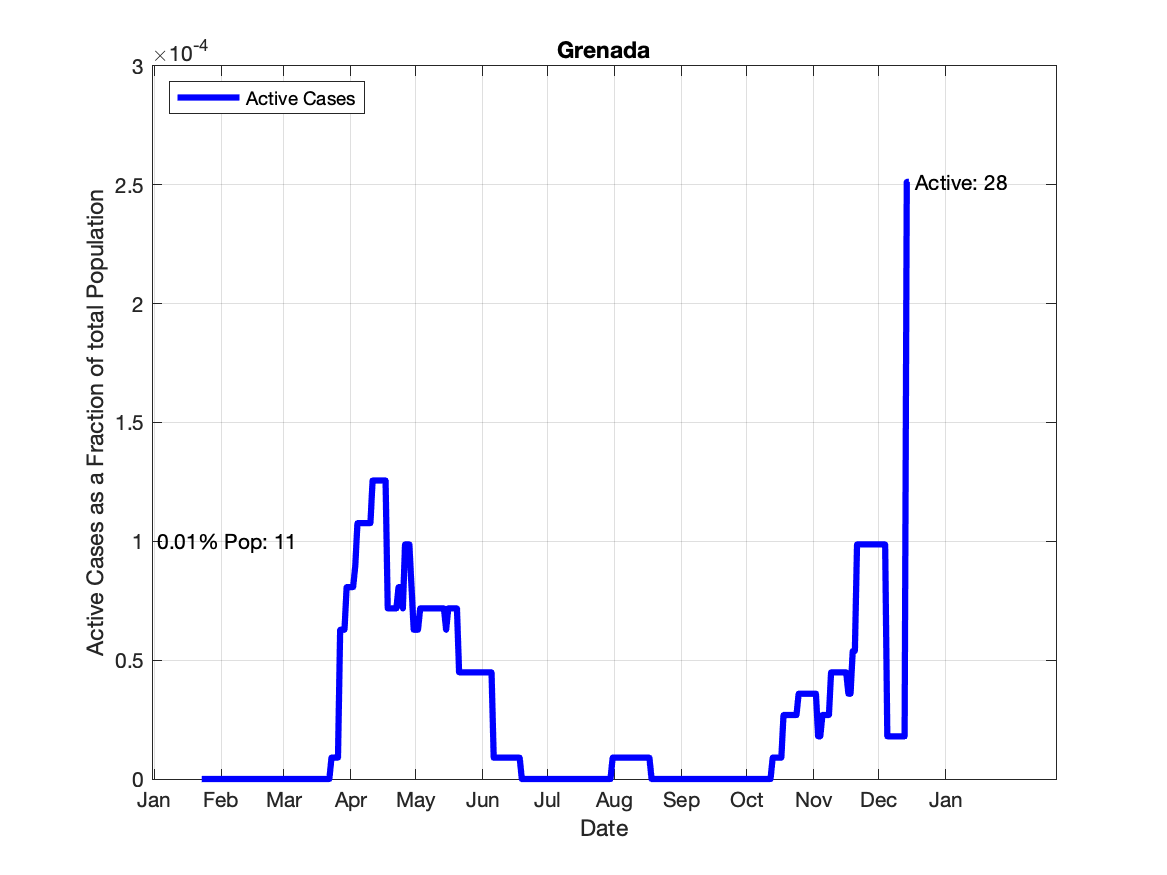 Grenada
×10-4
Active Cases
3
2.5
2
1.5
1
0.5
0
Active: 28
0.01% Pop: 11
Active Cases as a Fraction of total Population
Jan Feb Mar Apr May Jun Jul Aug Sep Oct Nov Dec Jan
Date